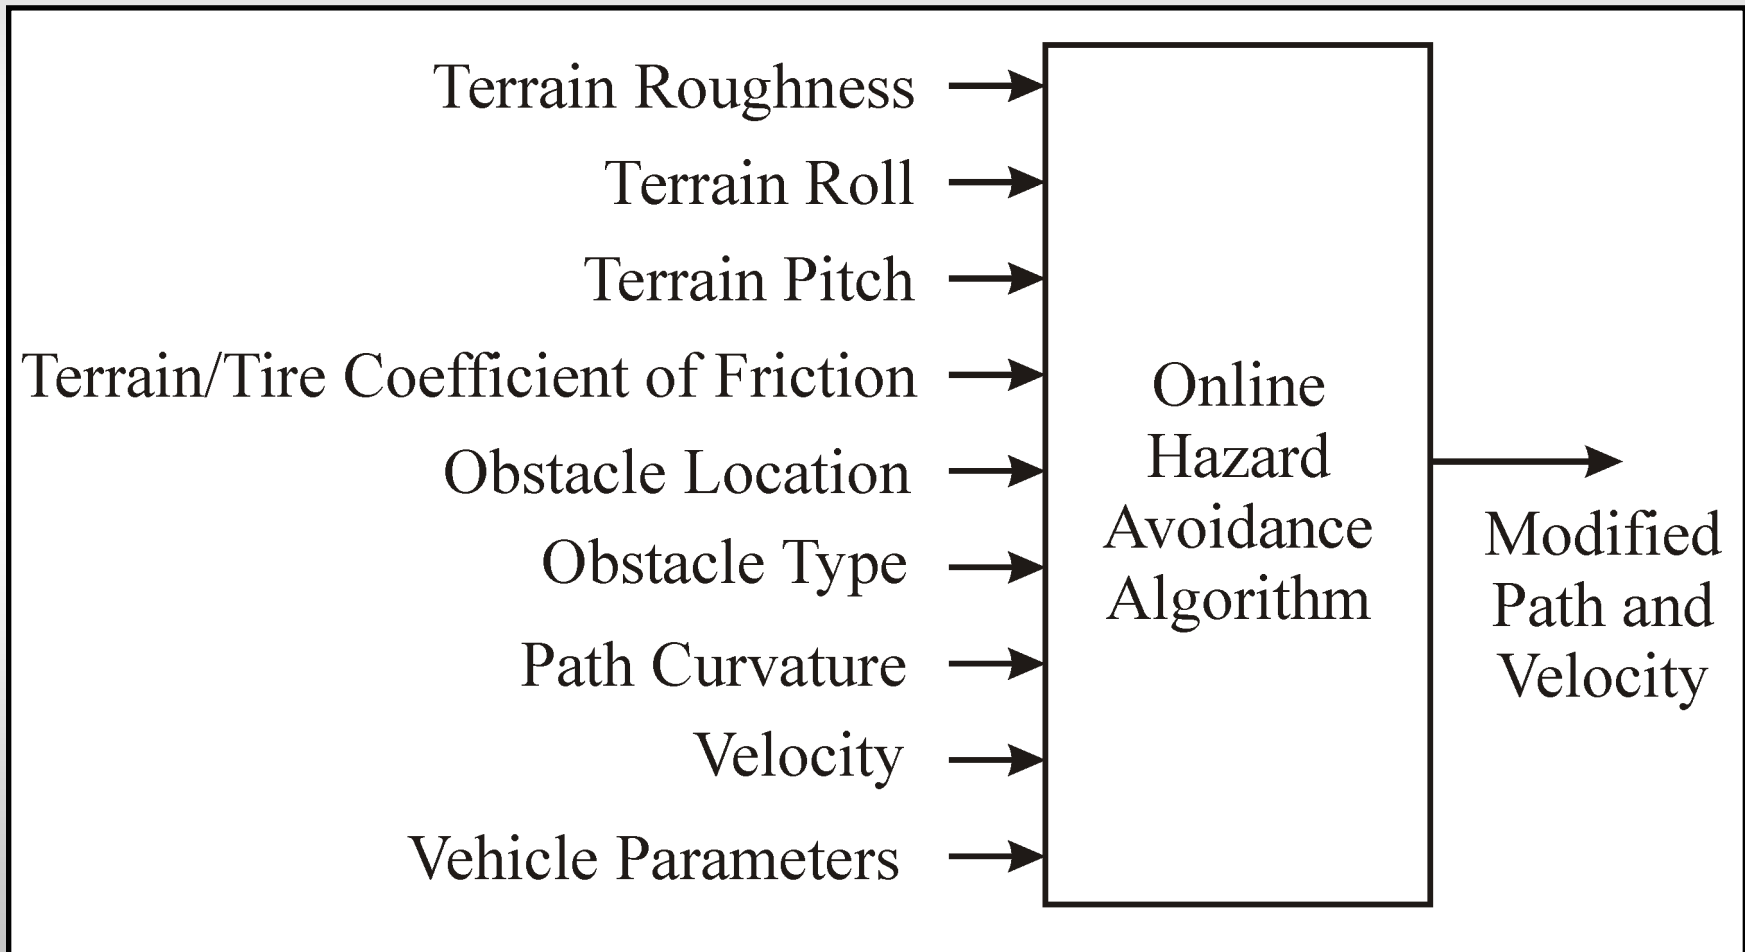 Terrain Roughness
Terrain Roll
Terrain Pitch
Terrain/Tire Coefficient of Friction
Obstacle Location
Obstacle Type
Path Curvature
Velocity
Vehicle Parameters
Online
Hazard
Avoidance
Algorithm
Modified
Path and
Velocity